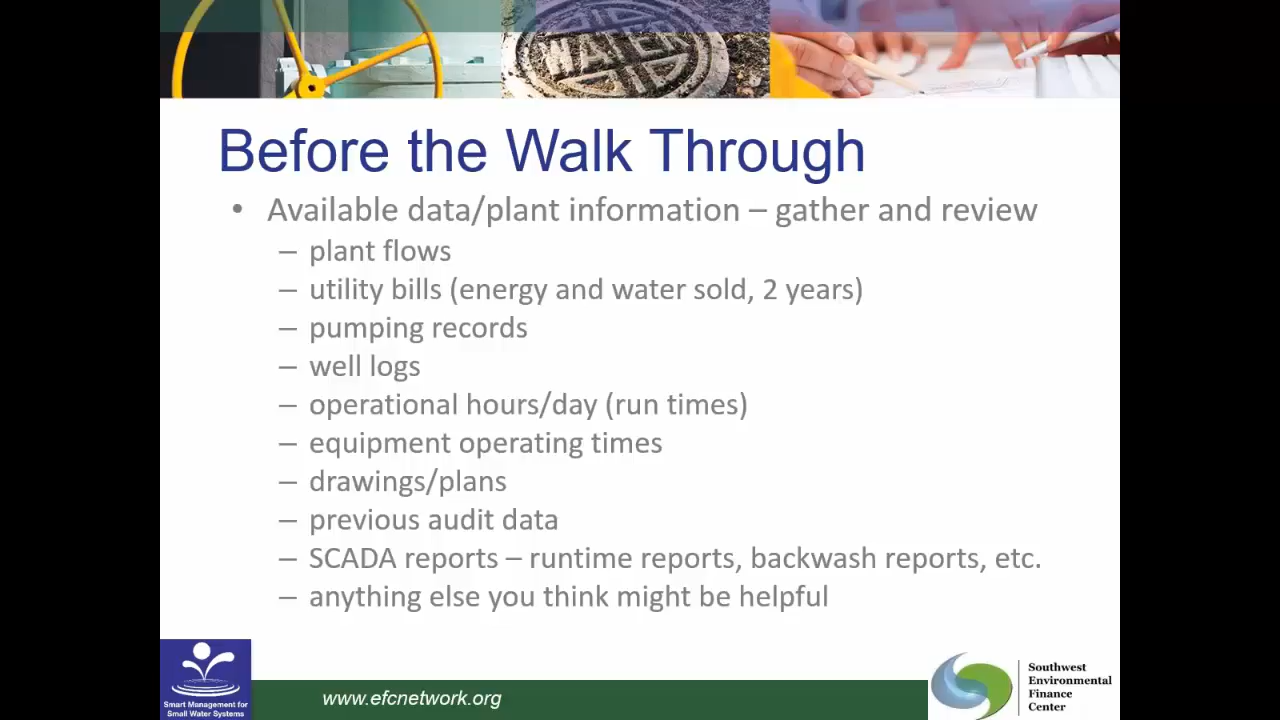 WATER
Before the Walk Through
• Available data/plant information – gather and review
– plant flows
– utility bills (energy and water sold, 2 years)
– pumping records
– well logs
– operational hours/day (run times)
– equipment operating times
– drawings/plans
– previous audit data
– SCADA reports – runtime reports, backwash reports, etc.
– anything else you think might be helpful
Smart Management for
Small Water Systems
www.efcnetwork.org
Southwest
Environmental
Finance
Center